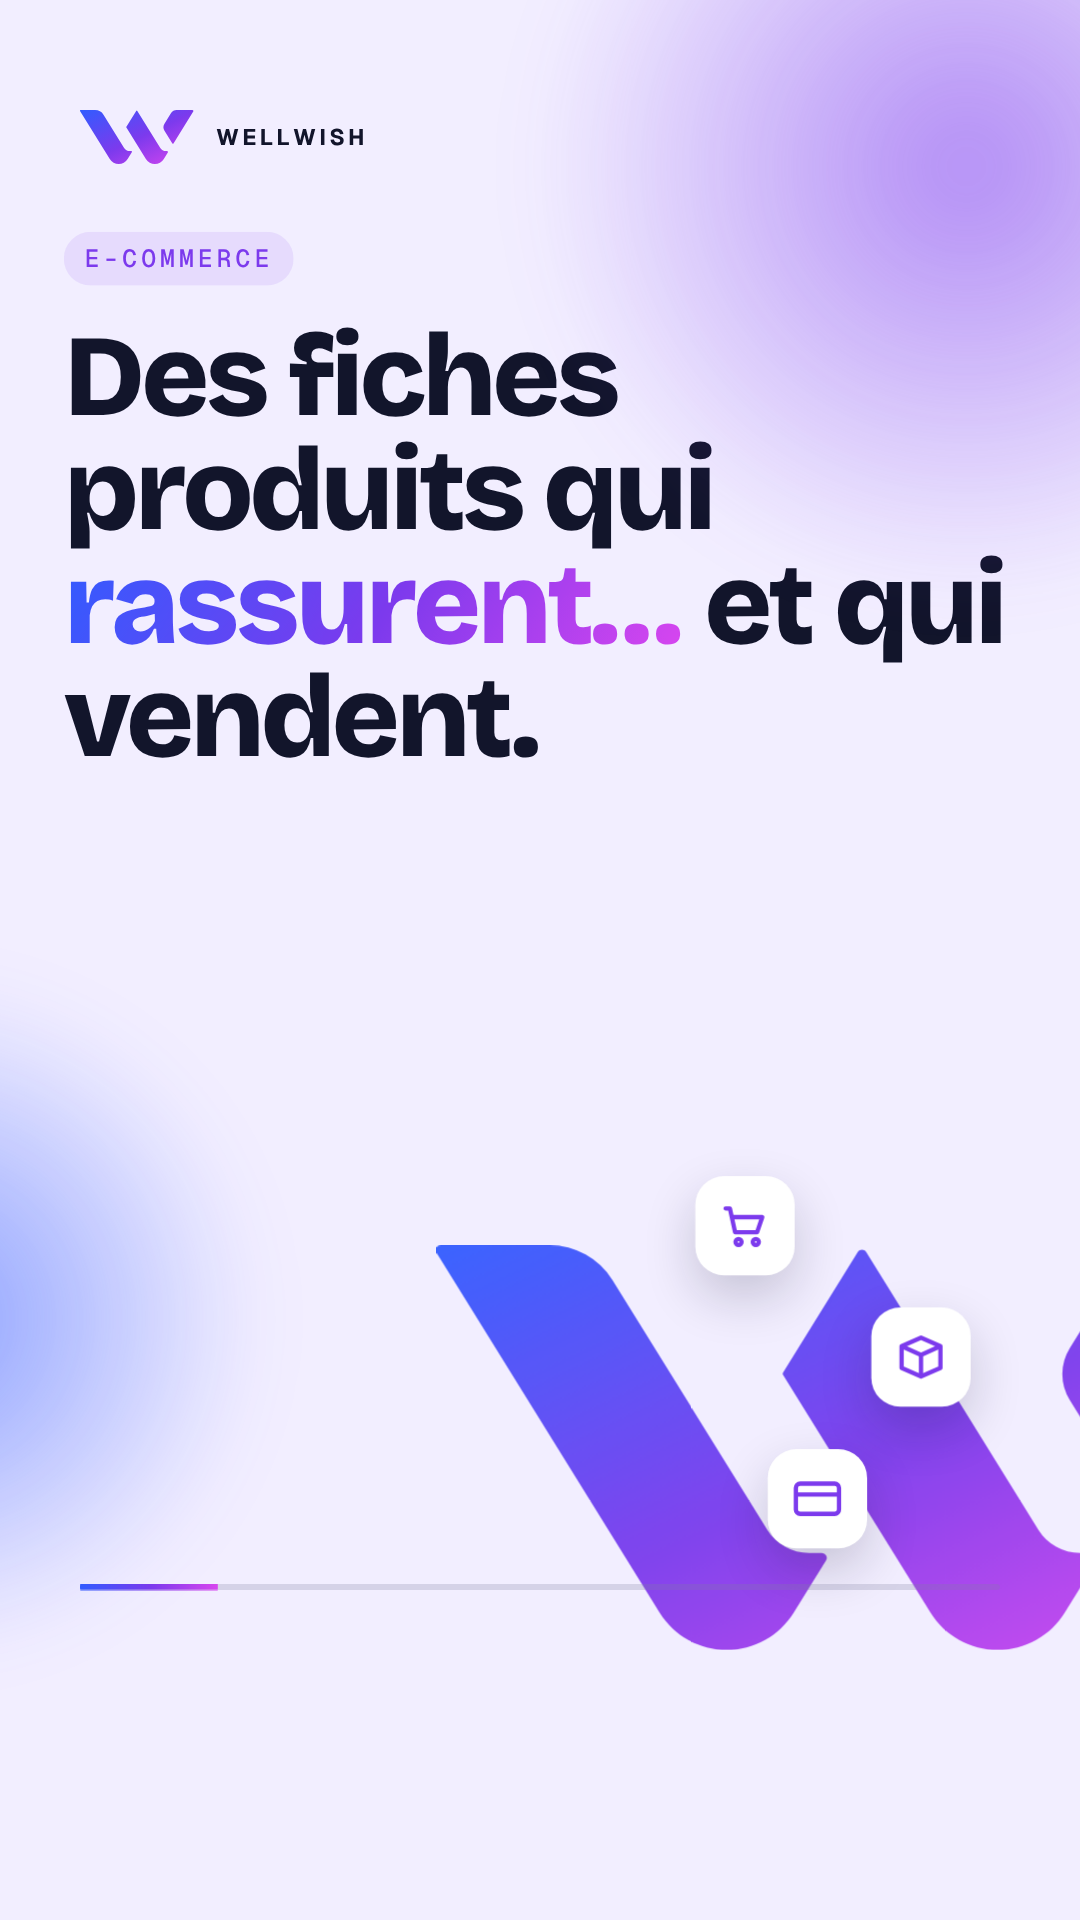 WELLWISH
E-COMMERCE
Des fiches
produits qui
rassurent... et qui
vendent.